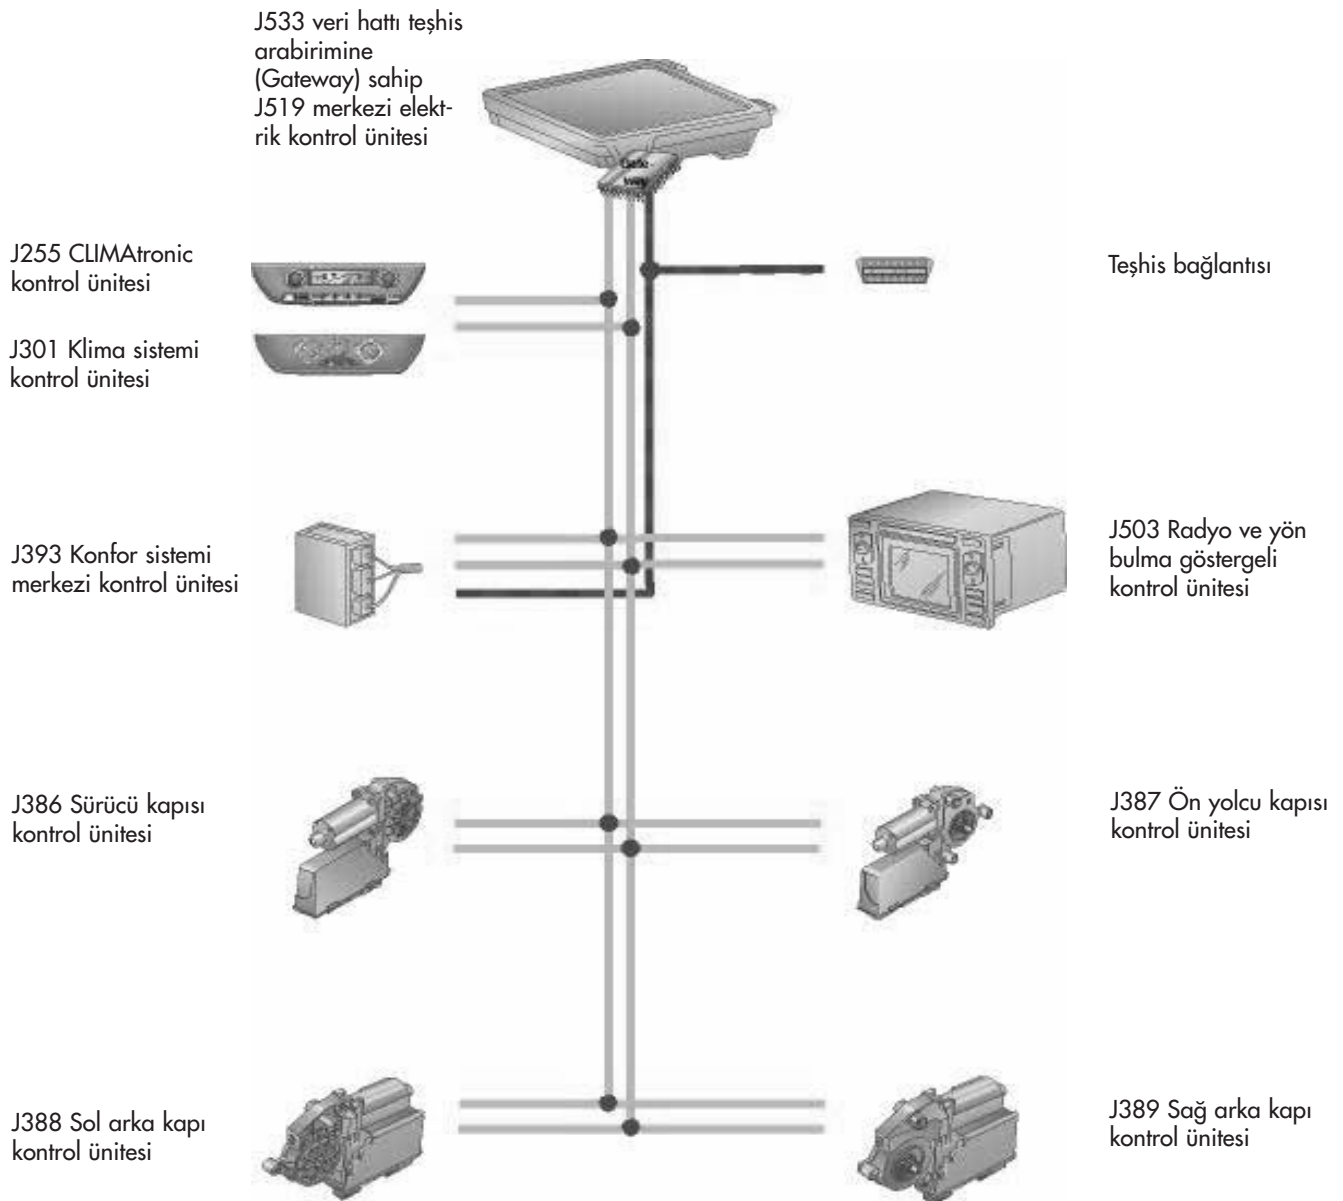 J533 veri hattı teşhis
arabirimine
(Gateway) sahip
J519 merkezi elekt-
rik kontrol ünitesi
Gate-
way
J255 CLIMAtronic
kontrol ünitesi
Teşhis bağlantısı
J301 Klima sistemi
kontrol ünitesi
J393 Konfor sistemi
merkezi kontrol ünitesi
J503 Radyo ve yön
bulma göstergeli
kontrol ünitesi
J386 Sürücü kapısı
kontrol ünitesi
J387 Ön yolcu kapısı
kontrol ünitesi
J388 Sol arka kapı
kontrol ünitesi
J389 Sağ arka kapı
kontrol ünitesi